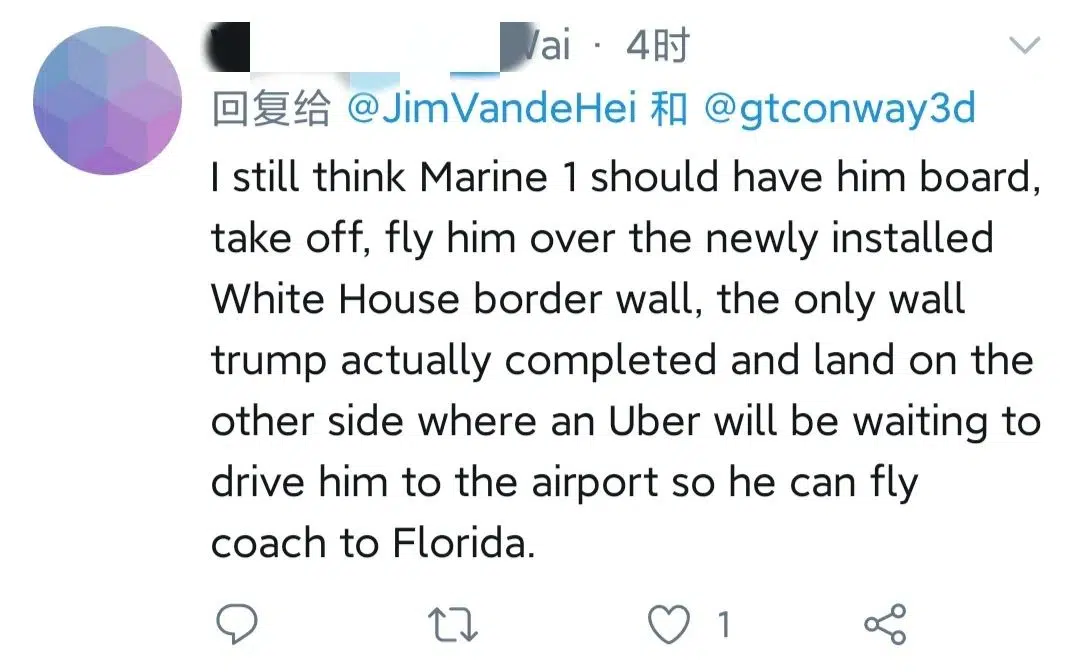 ai · 4时
回复给 @JimVandeHei 和 @gtconway3d
I still think Marine 1 should have him board,
take off, fly him over the newly installed
White House border wall, the only wall
trump actually completed and land on the
other side where an Uber will be waiting to
drive him to the airport so he can fly
coach to Florida.
1